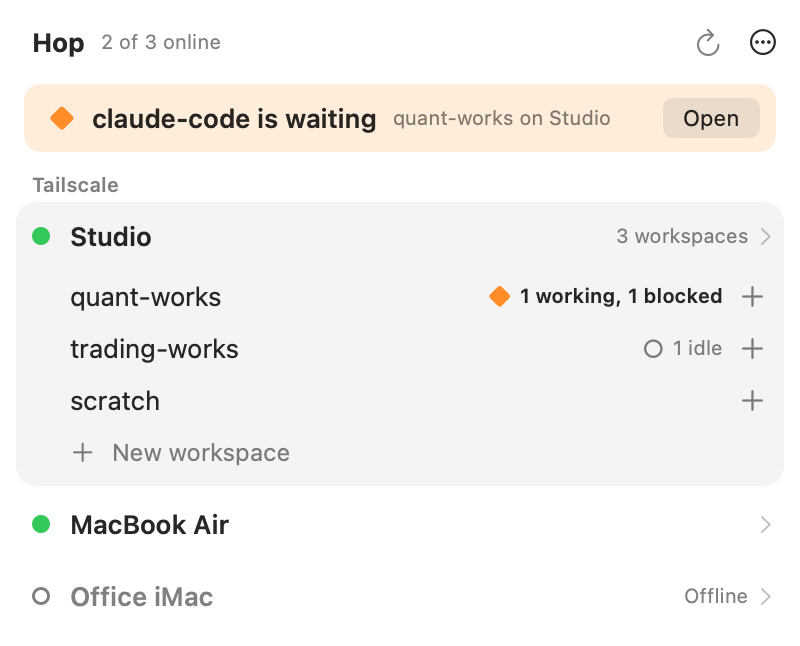 Hop 2 of 3 online
claude-code is waiting quant-works on Studio Open
Tailscale
Studio 3 workspaces
quant-works 1 working, 1 blocked
trading-works 1 idle
scratch
New workspace
MacBook Air
Office iMac Offline